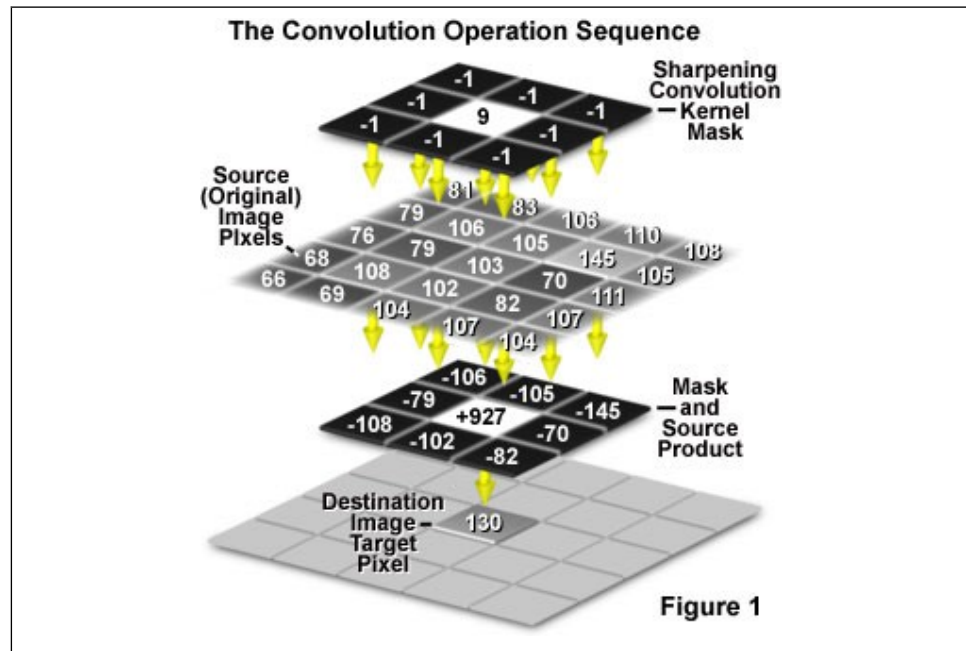 The Convolution Operation Sequence
Sharpening
Convolution
Kernel
Mask
-1
-1 -1
-1 9 -1
-1 -1
-1
Source
(Original)
Image
PIxels
81
79 83
76 106 106
68 79 105 110
66 108 103 145 108
69 102 70 105
104 82 111
107 107
104
-106
-79 -105
-108 +927 -145
-102 -70
-82
Mask
and
Source
Product
Destination
Image
Target
Pixel
130
Figure 1